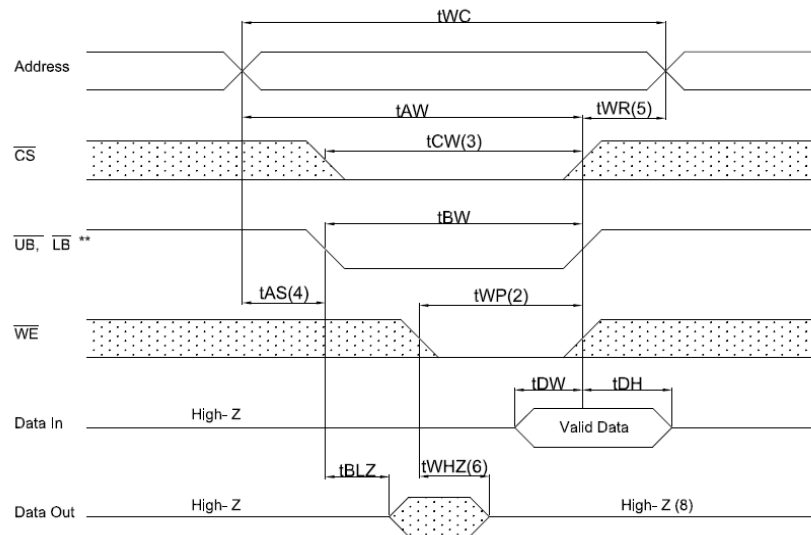 tWC
Address
tAW
tWR(5)
CS
tCW(3)
UB, LB **
tBW
tAS(4)
tWP(2)
WE
tDW
tDH
Data In
High- Z
Valid Data
tBLZ
tWHZ(6)
Data Out
High- Z
High- Z (8)